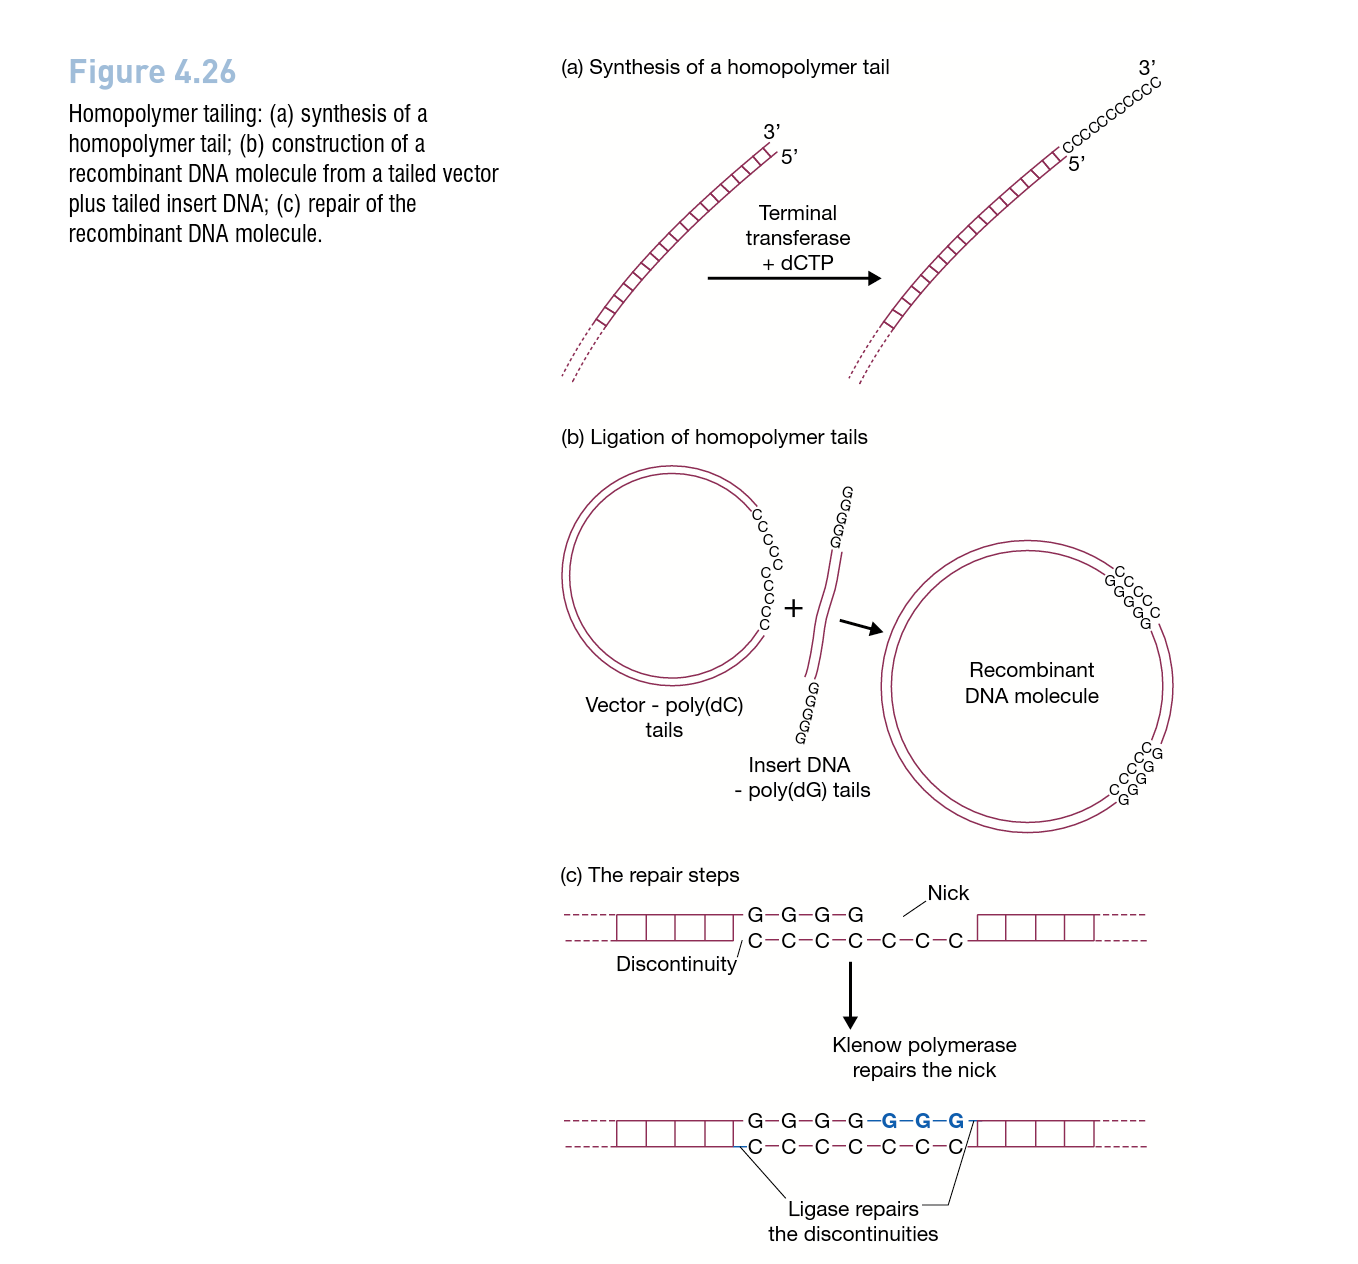 Figure 4.26
Homopolymer tailing: (a) synthesis of a
homopolymer tail; (b) construction of a
recombinant DNA molecule from a tailed vector
plus tailed insert DNA; (c) repair of the
recombinant DNA molecule.
(a) Synthesis of a homopolymer tail
3’
5’
Terminal
transferase
+ dCTP
3’
CCCCCCCCCCC
5’
(b) Ligation of homopolymer tails
CCCCC
CCCCC
Vector - poly(dC)
tails
+
GGGGG
GGGGG
Insert DNA
- poly(dG) tails
CCCCC
GGGGG
Recombinant
DNA molecule
CCCCC
GGGG
(c) The repair steps
Nick
G–G–G–G
C–C–C–C–C–C–C
Discontinuity
Klenow polymerase
repairs the nick
G–G–G–G–G–G–G
C–C–C–C–C–C–C
Ligase repairs
the discontinuities